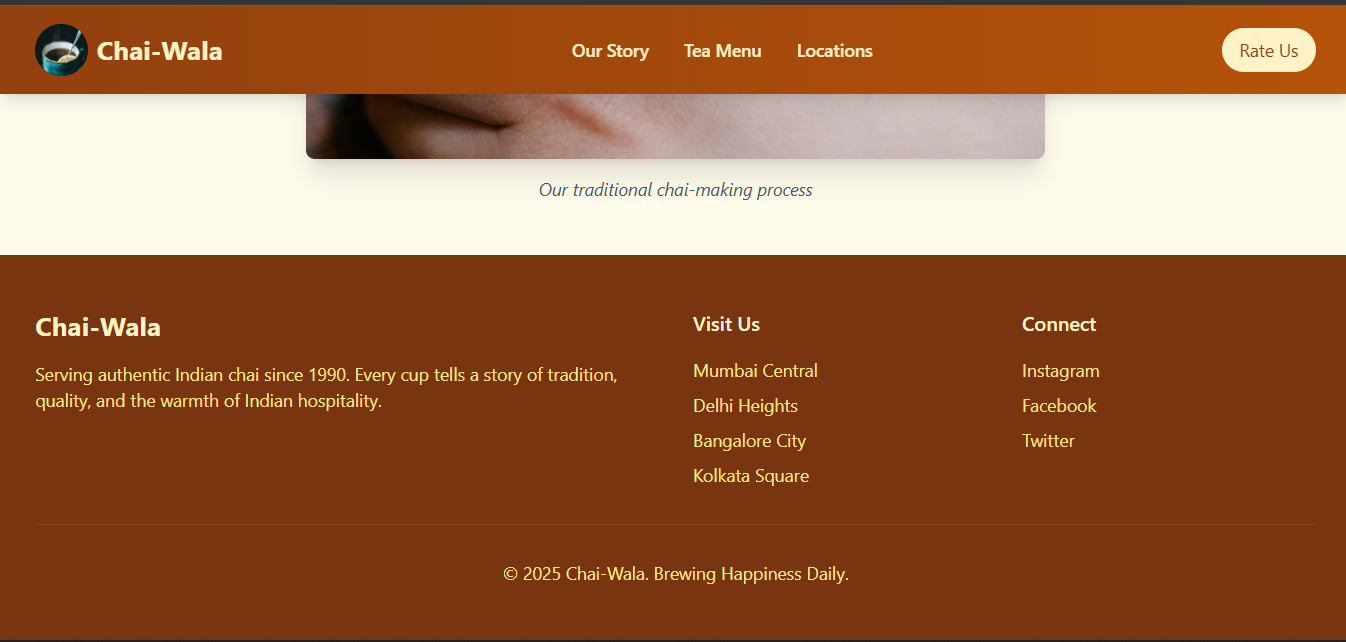 Chai-Wala
Our Story
Tea Menu
Locations
Rate Us
Our traditional chai-making process
Chai-Wala
Serving authentic Indian chai since 1990. Every cup tells a story of tradition,
quality, and the warmth of Indian hospitality.
Visit Us
Mumbai Central
Delhi Heights
Bangalore City
Kolkata Square
Connect
Instagram
Facebook
Twitter
© 2025 Chai-Wala. Brewing Happiness Daily.